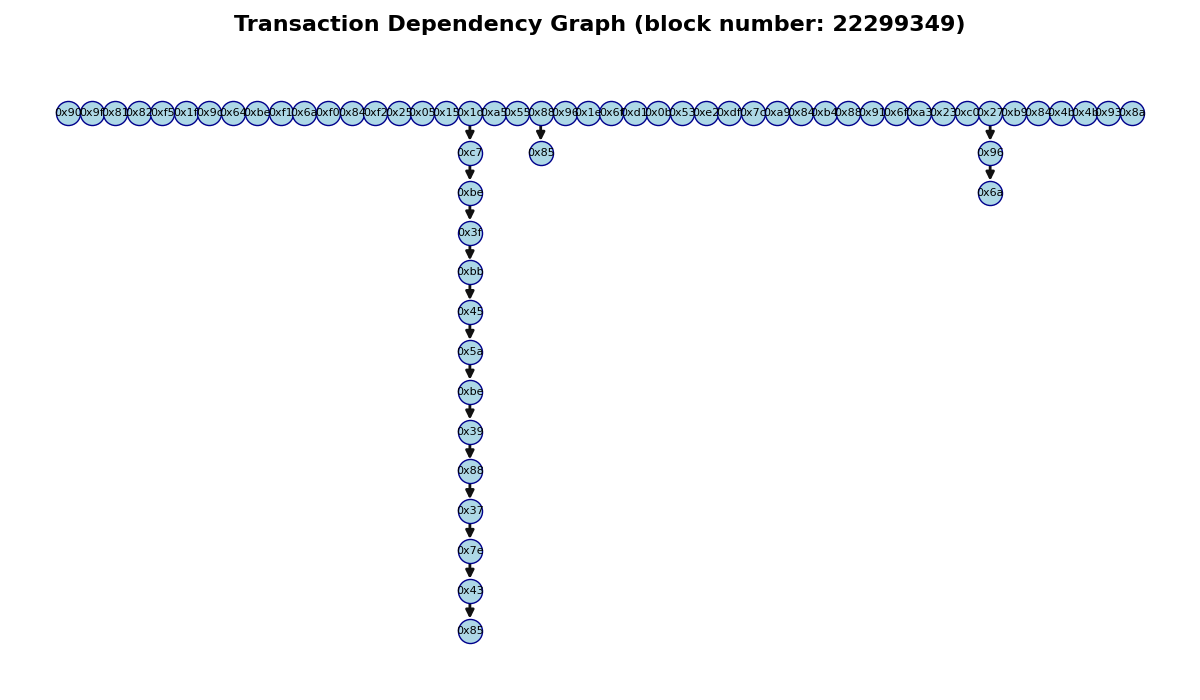 Transaction Dependency Graph (block number: 22299349)
0x90 0x9f 0x81 0x82 0xf5 0x1f 0x9c 0x64 0xbe 0xf1 0x6a 0xf0 0x84 0xf2 0x25 0x05 0x15 0x1c 0xa5 0x55 0x88 0x96 0x1e 0x6f 0xd1 0x0b 0x53 0xe2 0xdf 0x7c 0xa9 0x84 0xb4 0x88 0x91 0x6f 0xa3 0x23 0xc0 0x27 0xb9 0x84 0x4b 0x4b 0x93 0x8a
0xc7 0x85 0x96
0xbe 0x6a
0x3f
0xbb
0x45
0x5a
0xbe
0x39
0x88
0x37
0x7e
0x43
0x85